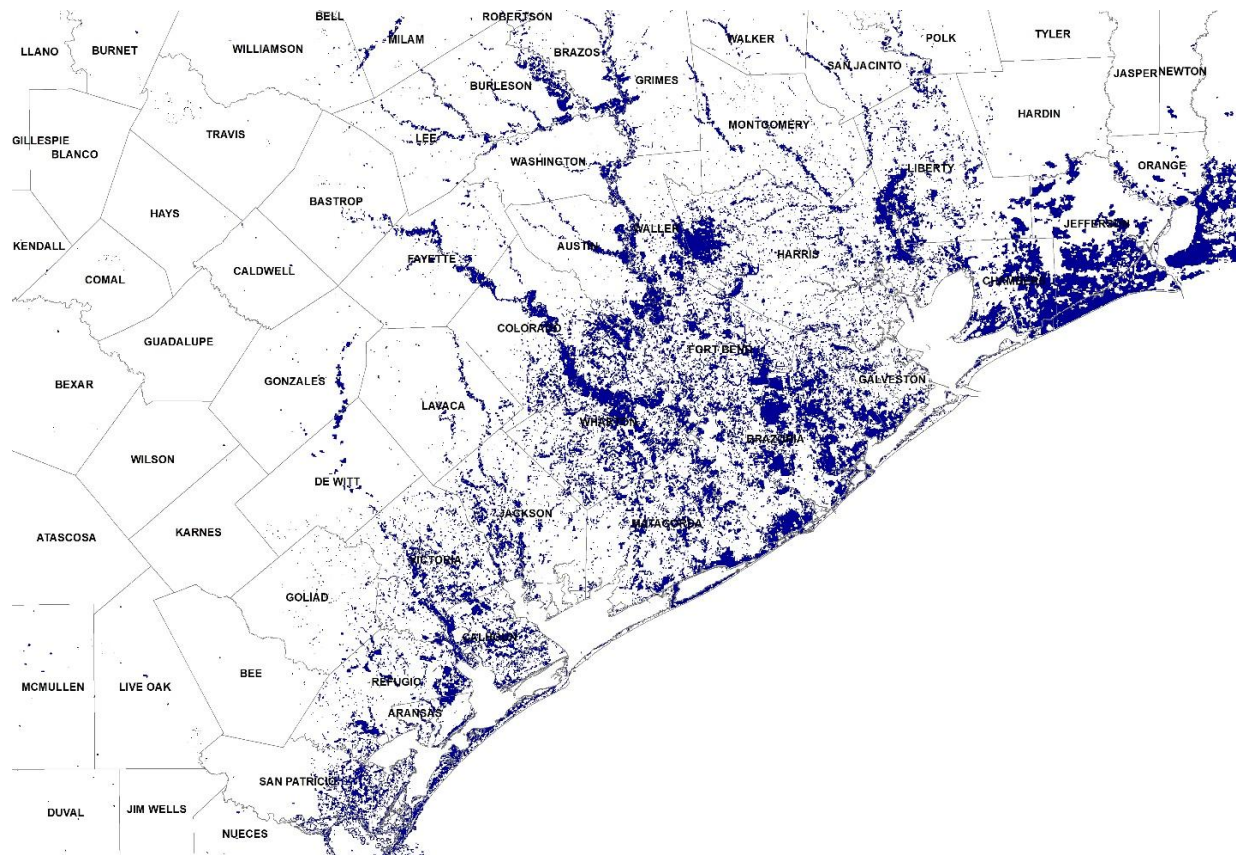 BELL
ROBERTSON
LLANO
BURNET
WILLIAMSON
MILAM
BRAZOS
WALKER
POLK
TYLER
SAN JACINTO
JASPER
NEWTON
BURLESON
GRIMES
HARDIN
GILLESPIE
BLANCO
TRAVIS
LEE
MONTGOMERY
WASHINGTON
LIBERTY
ORANGE
BASTROP
HAYS
KENDALL
AUSTIN
WALLER
JEFFERSON
HARRIS
COMAL
CALDWELL
FAYETTE
CHAMBERS
COLORADO
GUADALUPE
FORT BEND
BEXAR
GONZALES
GALVESTON
LAVACA
WHARTON
BRAZORIA
WILSON
DE WITT
JACKSON
MATAGORDA
ATASCOSA
KARNES
VICTORIA
GOLIAD
CALHOUN
BEE
MCMULLEN
LIVE OAK
REFUGIO
ARANSAS
SAN PATRICIO
DUVAL
JIM WELLS
NUECES